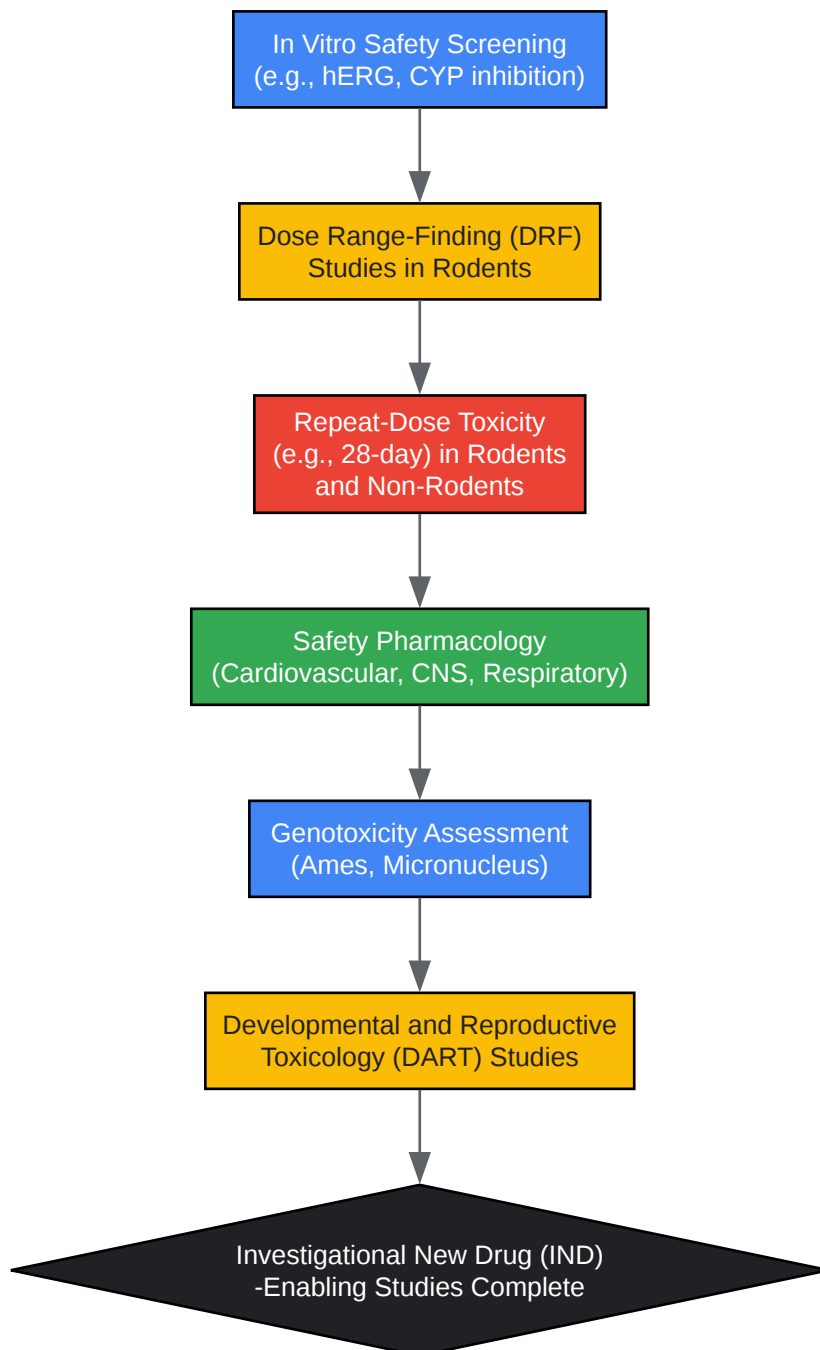 In Vitro Safety Screening
(e.g., hERG, CYP inhibition)
Dose Range-Finding (DRF)
Studies in Rodents
Repeat-Dose Toxicity
(e.g., 28-day) in Rodents
and Non-Rodents
Safety Pharmacology
(Cardiovascular, CNS, Respiratory)
Genotoxicity Assessment
(Ames, Micronucleus)
Developmental and Reproductive
Toxicology (DART) Studies
Investigational New Drug (IND)
-Enabling Studies Complete